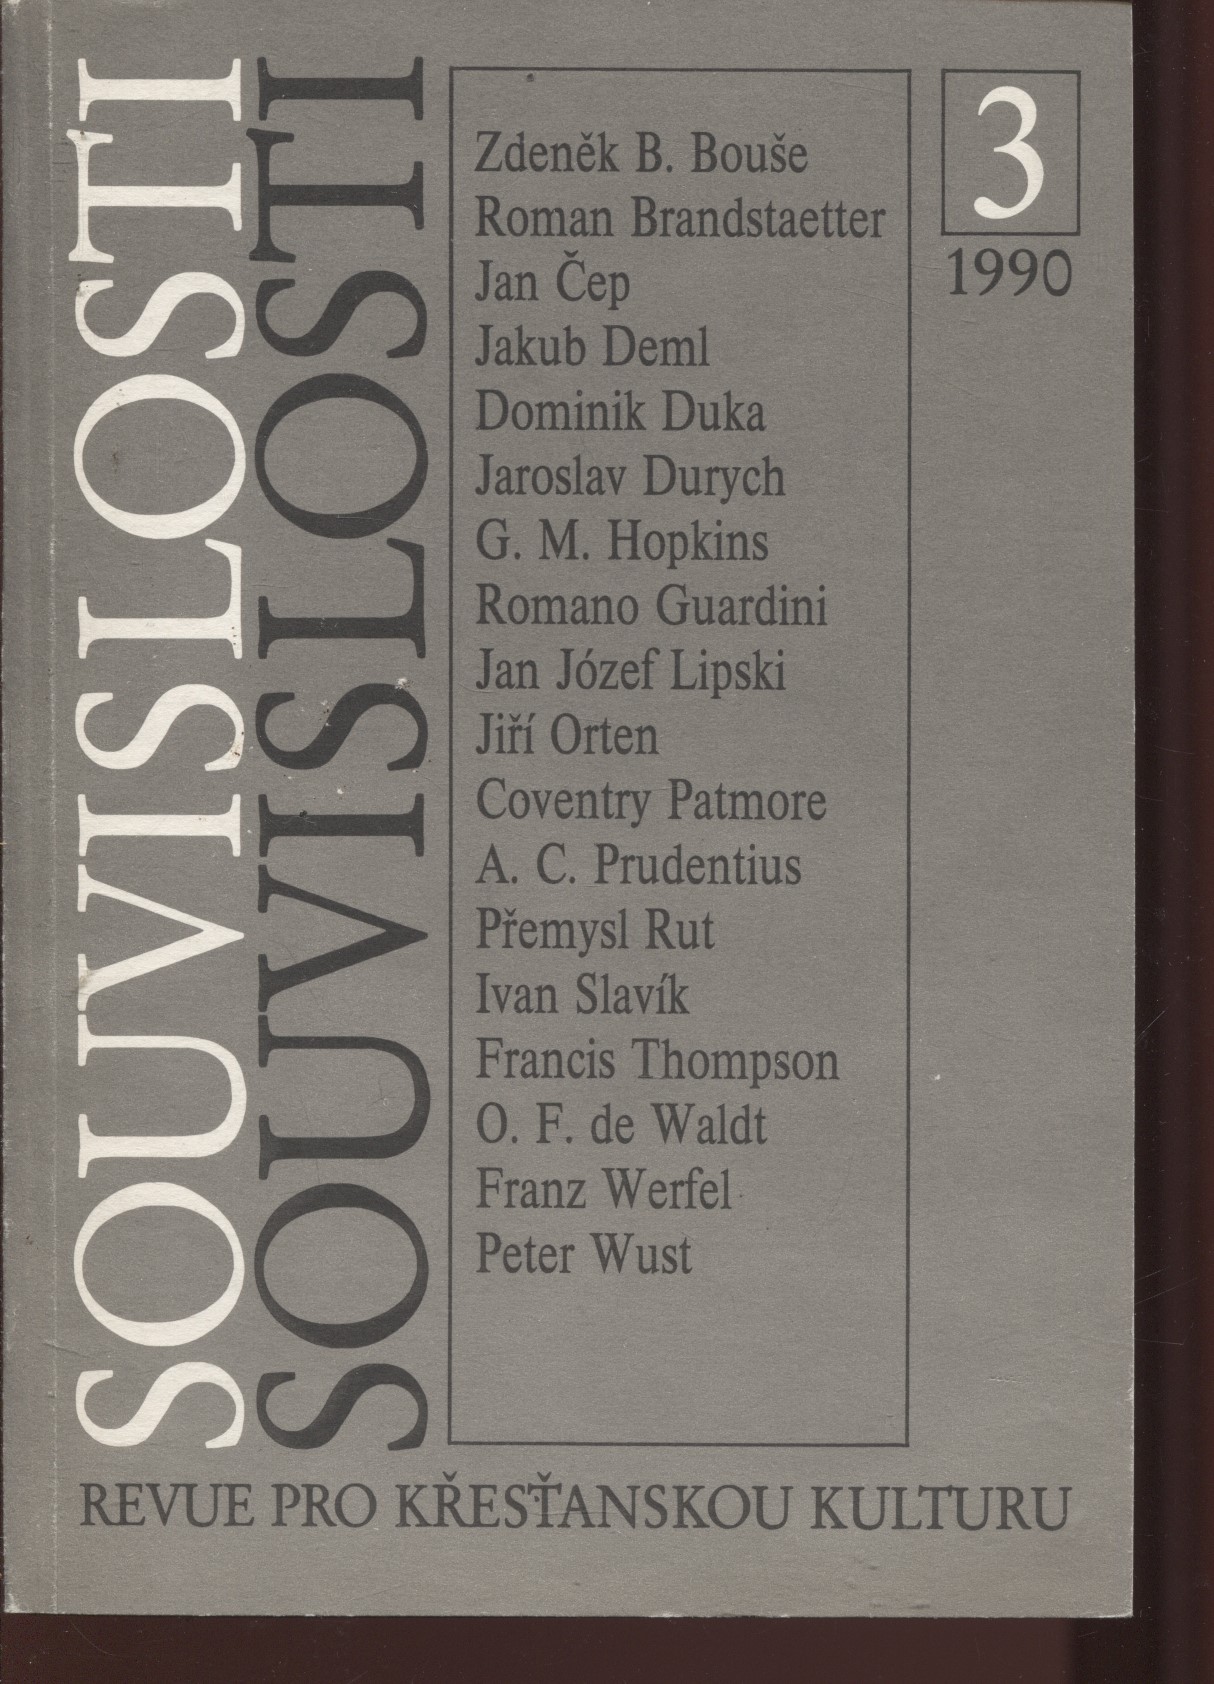 SOUVISLOSTI
SOUVISLOSTI
Zdeněk B. Bouše
Roman Brandstaetter
Jan Čep
Jakub Deml
Dominik Duka
Jaroslav Durych
G. M. Hopkins
Romano Guardini
Jan Józef Lipski
Jiří Orten
Coventry Patmore
A. C. Prudentius
Přemysl Rut
Ivan Slavík
Francis Thompson
O. F. de Waldt
Franz Werfel
Peter Wust
3
1990
REVUE PRO KŘESŤANSKOU KULTURU